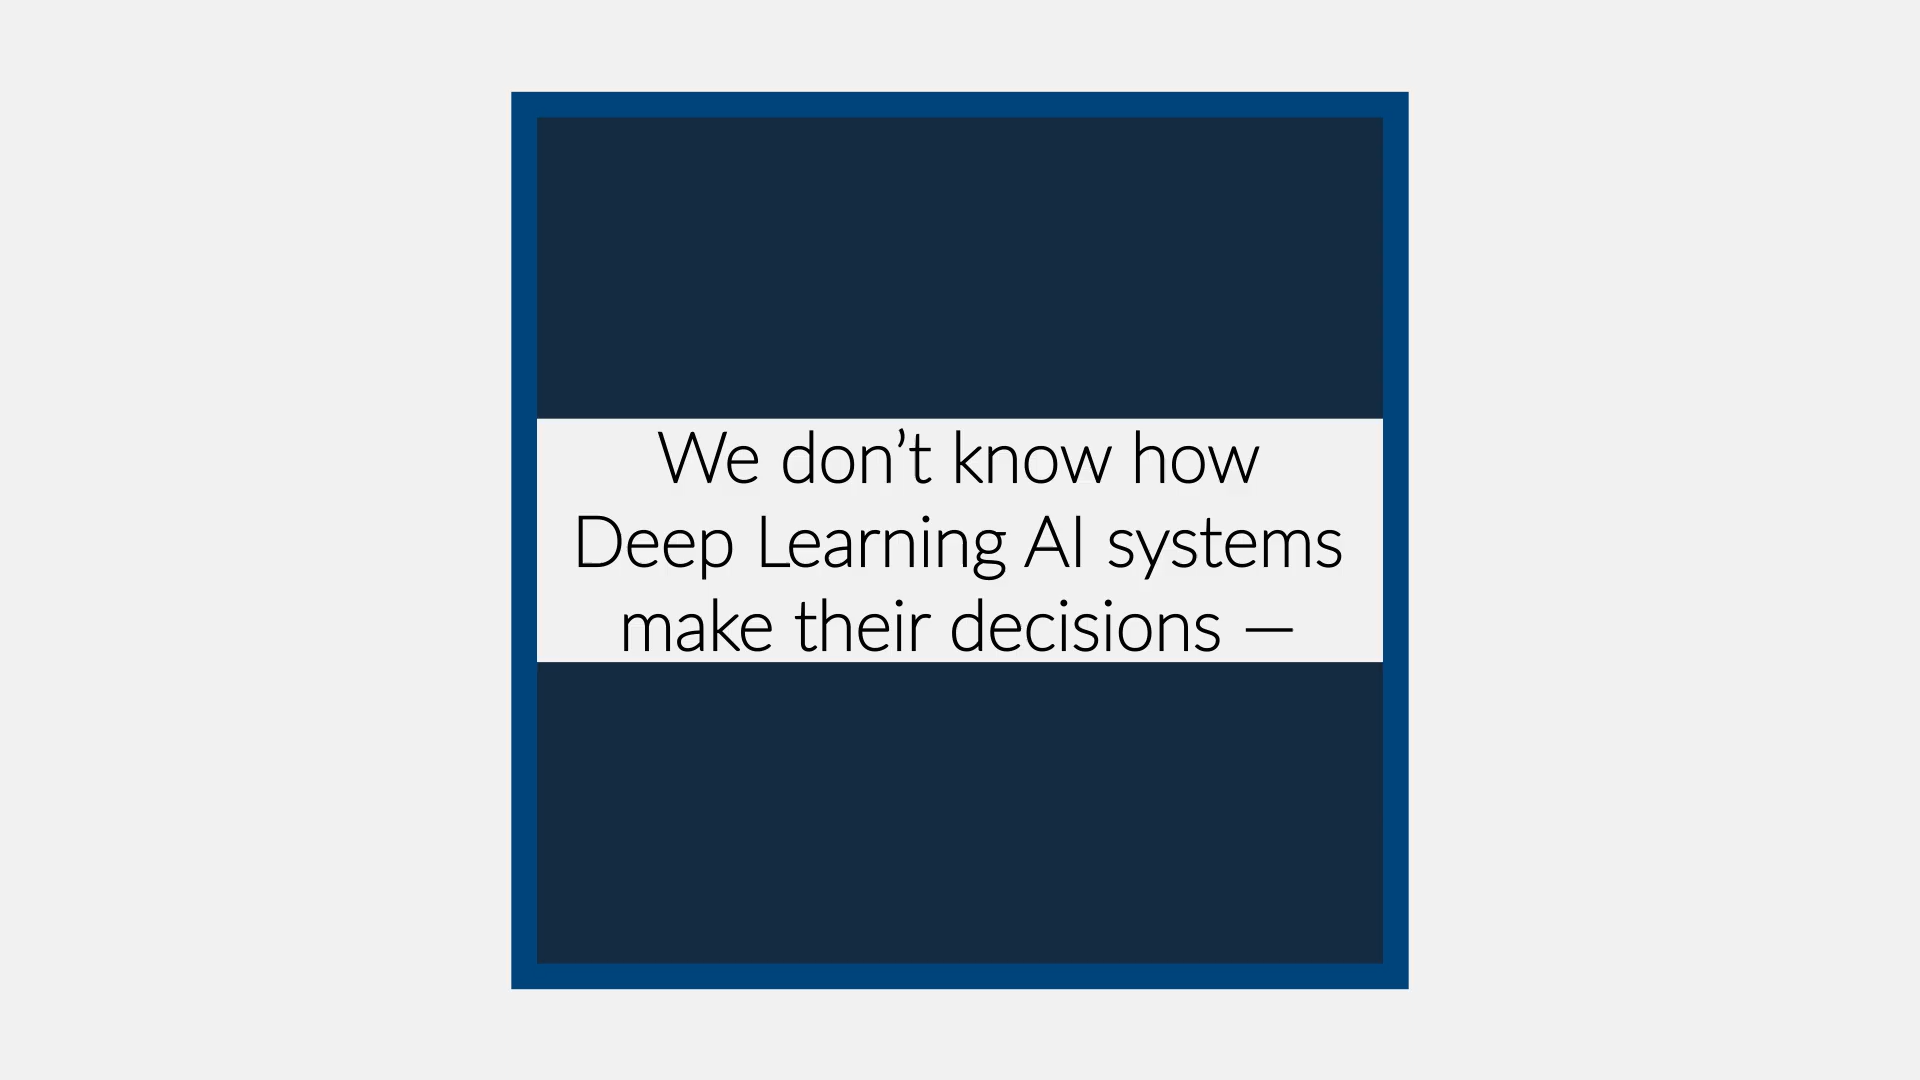 We don’t know how
Deep Learning AI systems
make their decisions —